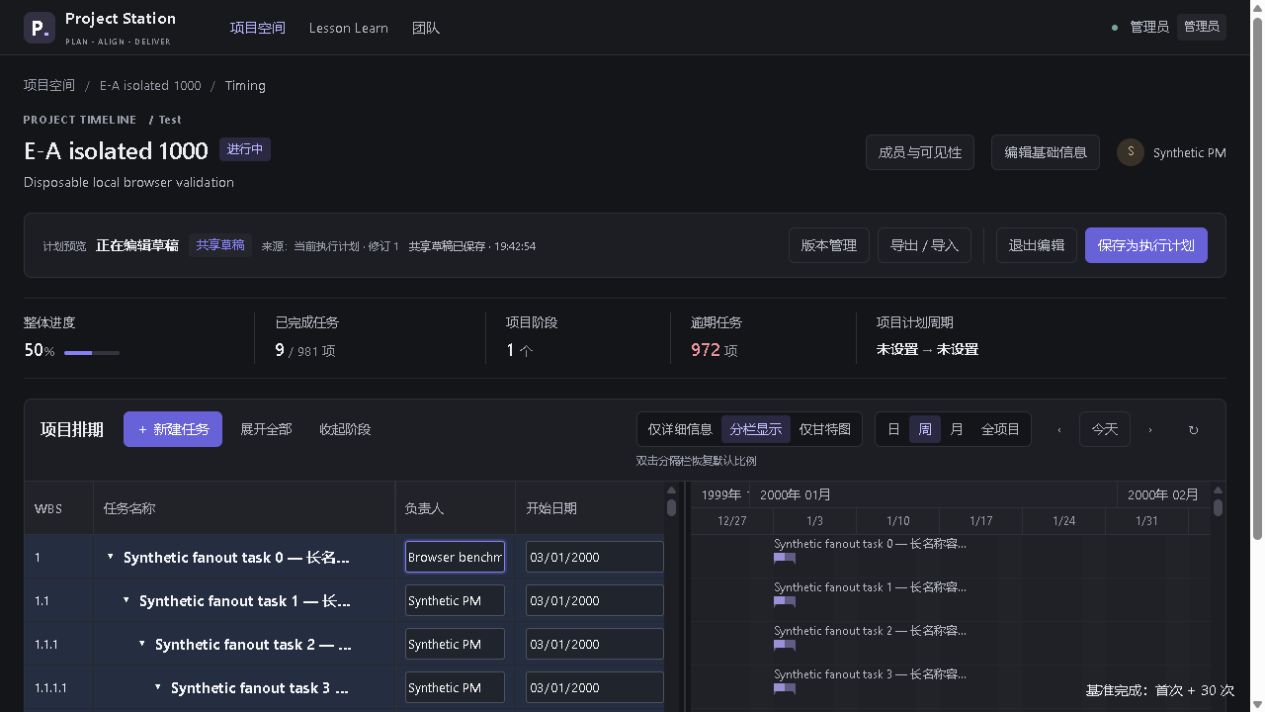 P.
Project Station
PLAN · ALIGN · DELIVER
项目空间 Lesson Learn 团队
管理员 管理员
项目空间 / E-A isolated 1000 / Timing
PROJECT TIMELINE / Test
E-A isolated 1000 进行中
成员与可见性 编辑基础信息 S Synthetic PM
Disposable local browser validation
计划预览 正在编辑草稿 共享草稿 来源：当前执行计划 · 修订 1 共享草稿已保存 · 19:42:54
版本管理 导出 / 导入 退出编辑 保存为执行计划
整体进度 已完成任务 项目阶段 逾期任务 项目计划周期
50% 9 / 981 项 1 个 972 项 未设置 → 未设置
项目排期 + 新建任务 展开全部 收起阶段
仅详细信息 分栏显示 仅甘特图 日 周 月 全项目 ‹ 今天 › ↻
双击分隔栏恢复默认比例
WBS 任务名称 负责人 开始日期
1999年 2000年 01月 2000年 02月
12/27 1/3 1/10 1/17 1/24 1/31
1 Synthetic fanout task 0 — 长名... Browser benchm 03/01/2000
Synthetic fanout task 0 — 长名称容...
1.1 Synthetic fanout task 1 — 长... Synthetic PM 03/01/2000
Synthetic fanout task 1 — 长名称容...
1.1.1 Synthetic fanout task 2 — ... Synthetic PM 03/01/2000
Synthetic fanout task 2 — 长名称容...
1.1.1.1 Synthetic fanout task 3 ... Synthetic PM 03/01/2000
Synthetic fanout task 3 — 长名称容...
基准完成：首次 + 30 次